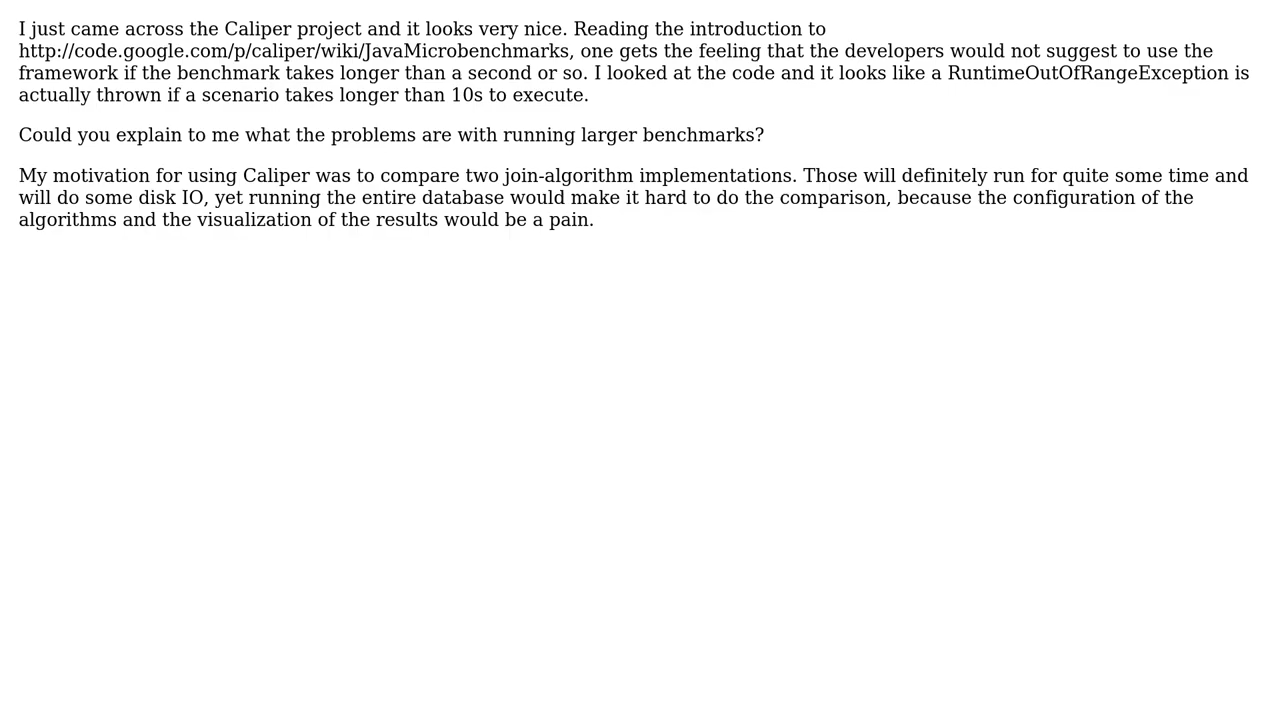 I just came across the Caliper project and it looks very nice. Reading the introduction to
http://code.google.com/p/caliper/wiki/JavaMicrobenchmarks, one gets the feeling that the developers would not suggest to use the
framework if the benchmark takes longer than a second or so. I looked at the code and it looks like a RuntimeOutOfRangeException is
actually thrown if a scenario takes longer than 10s to execute.
Could you explain to me what the problems are with running larger benchmarks?
My motivation for using Caliper was to compare two join-algorithm implementations. Those will definitely run for quite some time and
will do some disk IO, yet running the entire database would make it hard to do the comparison, because the configuration of the
algorithms and the visualization of the results would be a pain.